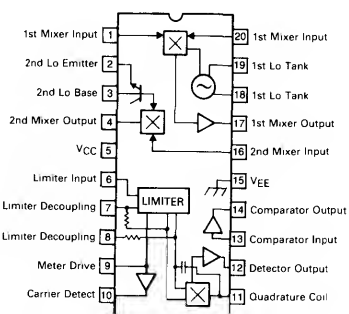 1st Mixer Input 1
2nd Lo Emitter 2
2nd Lo Base 3
2nd Mixer Output 4
VCC 5
Limiter Input 6
Limiter Decoupling 7
Limiter Decoupling 8
Meter Drive 9
Carrier Detect 10
LIMITER
20 1st Mixer Input
19 1st Lo Tank
18 1st Lo Tank
17 1st Mixer Output
16 2nd Mixer Input
15 VEE
14 Comparator Output
13 Comparator Input
12 Detector Output
11 Quadrature Coil